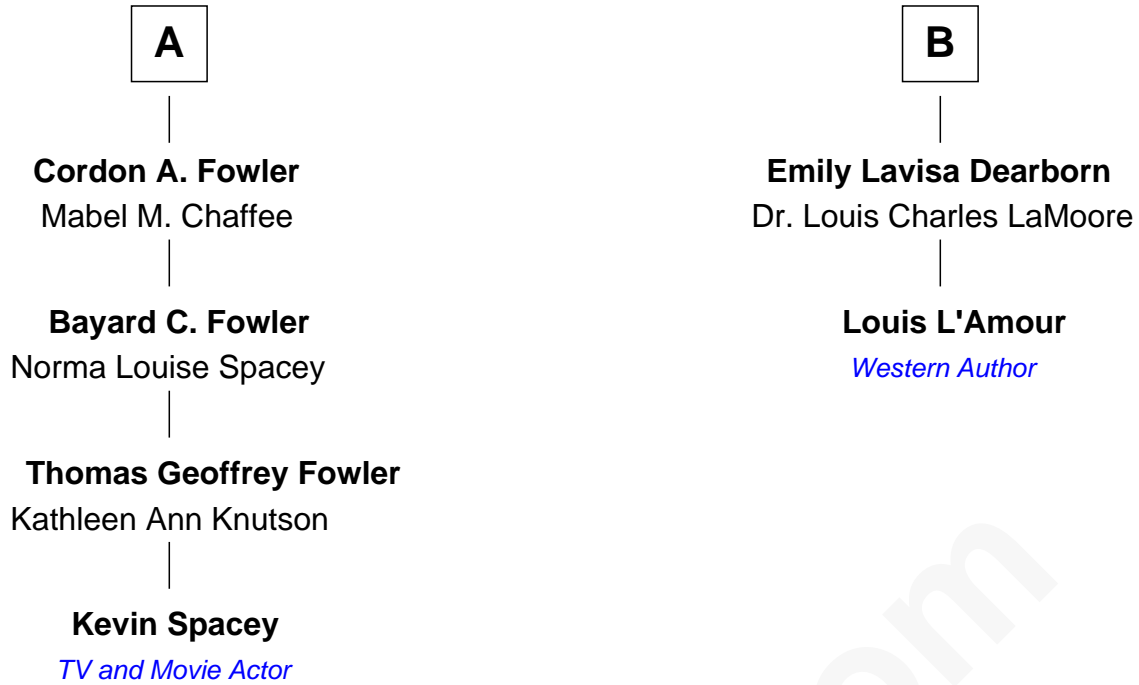 A
Cordon A. Fowler
Mabel M. Chaffee
Bayard C. Fowler
Norma Louise Spacey
Thomas Geoffrey Fowler
Kathleen Ann Knutson
Kevin Spacey
TV and Movie Actor
B
Emily Lavisa Dearborn
Dr. Louis Charles LaMoore
Louis L'Amour
Western Author
om